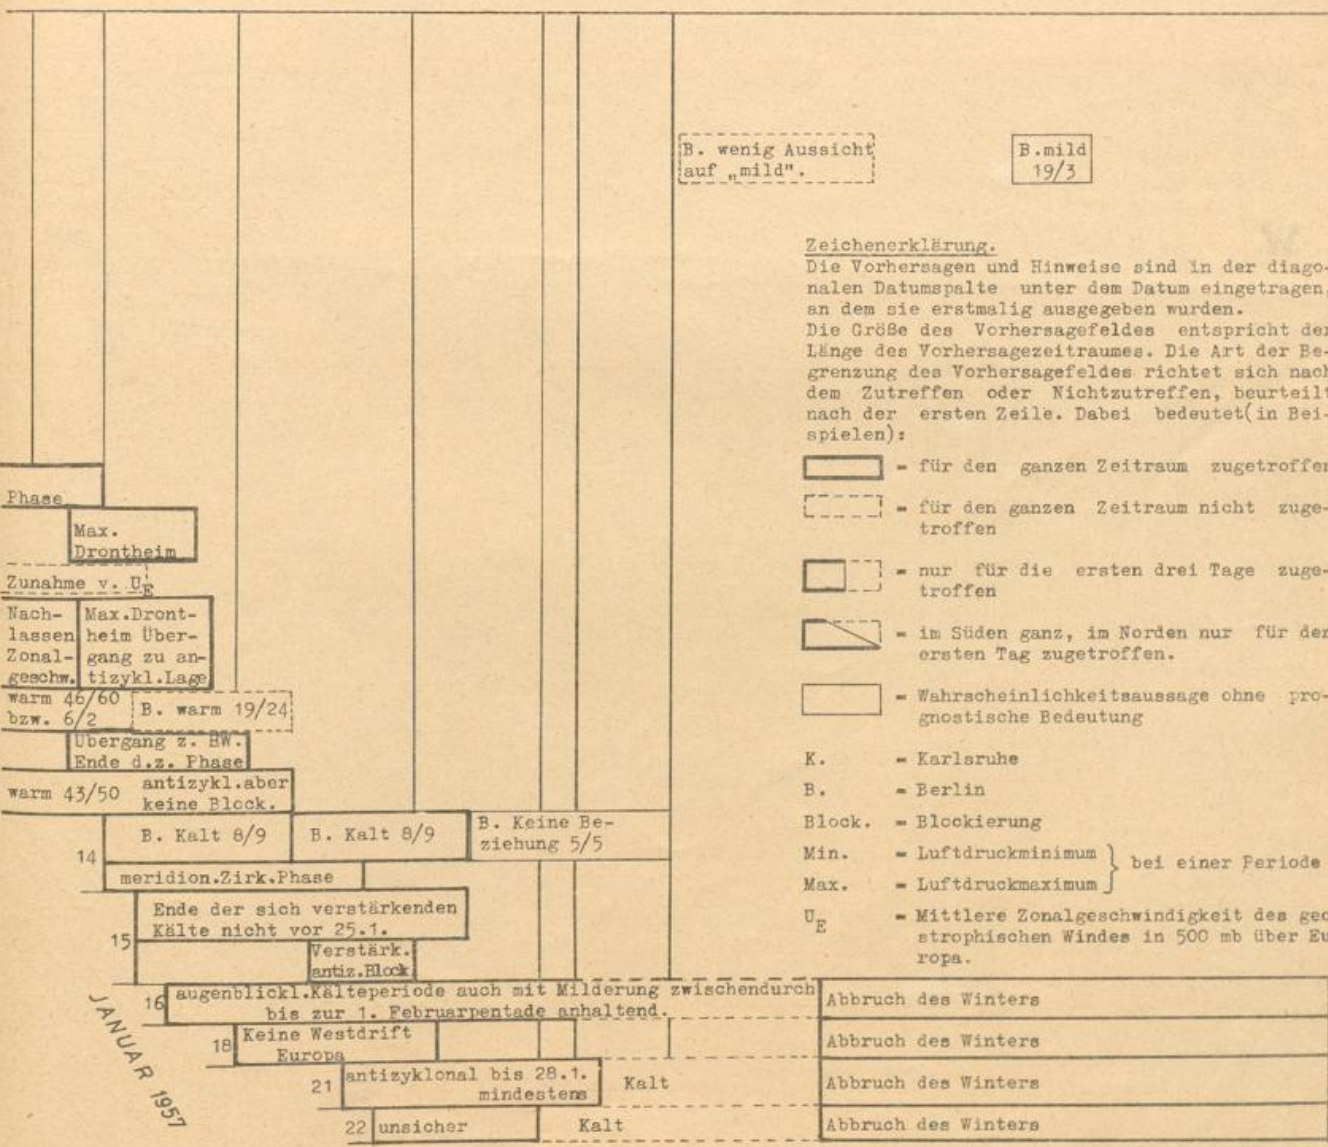 B. wenig Aussicht
auf „mild".
B.mild
19/3
Zeichenerklärung.
Die Vorhersagen und Hinweise sind in der diago-
nalen Datumspalte unter dem Datum eingetragen,
an dem sie erstmalig ausgegeben wurden.
Die Größe des Vorhersagefeldes entspricht der
Länge des Vorhersagezeitraumes. Die Art der Be-
grenzung des Vorhersagefeldes richtet sich nach
dem Zutreffen oder Nichtzutreffen, beurteilt
nach der ersten Zeile. Dabei bedeutet(in Bei-
spielen):
= für den ganzen Zeitraum zugetroffen
= für den ganzen Zeitraum nicht zuge-
troffen
= nur für die ersten drei Tage zuge-
troffen
= im Süden ganz, im Norden nur für den
ersten Tag zugetroffen.
= Wahrscheinlichkeitsaussage ohne pro-
gnostische Bedeutung
K. = Karlsruhe
B. = Berlin
Block. = Blockierung
Min. = Luftdruckminimum } bei einer Periode
Max. = Luftdruckmaximum
U_E = Mittlere Zonalgeschwindigkeit des geo
strophischen Windes in 500 mb über Eu
ropa.
Phase
Max.
Drontheim
Zunahme v. U_E
Nach-
lassen
Zonal-
geschw.
Max.Dront-
heim Über-
gang zu an-
tizykl.Lage
warm 46/60
bzw. 6/2
B. warm 19/24
Übergang z. HW.
Ende d.z. Phase
warm 43/50
antizykl.aber
keine Block.
14
B. Kalt 8/9
B. Kalt 8/9
B. Keine Be-
ziehung 5/5
meridion.Zirk.Phase
15
Ende der sich verstärkenden
Kälte nicht vor 25.1.
Verstärk.
antiz.Block
16
augenblickl.Kälteperiode auch mit Milderung zwischendurch
bis zur 1. Februarpentade anhaltend.
Abbruch des Winters
18
Keine Westdrift
Europa
Abbruch des Winters
21
antizyklonal bis 28.1.
mindestens
Kalt
Abbruch des Winters
22
unsicher
Kalt
Abbruch des Winters
JANUAR 1957